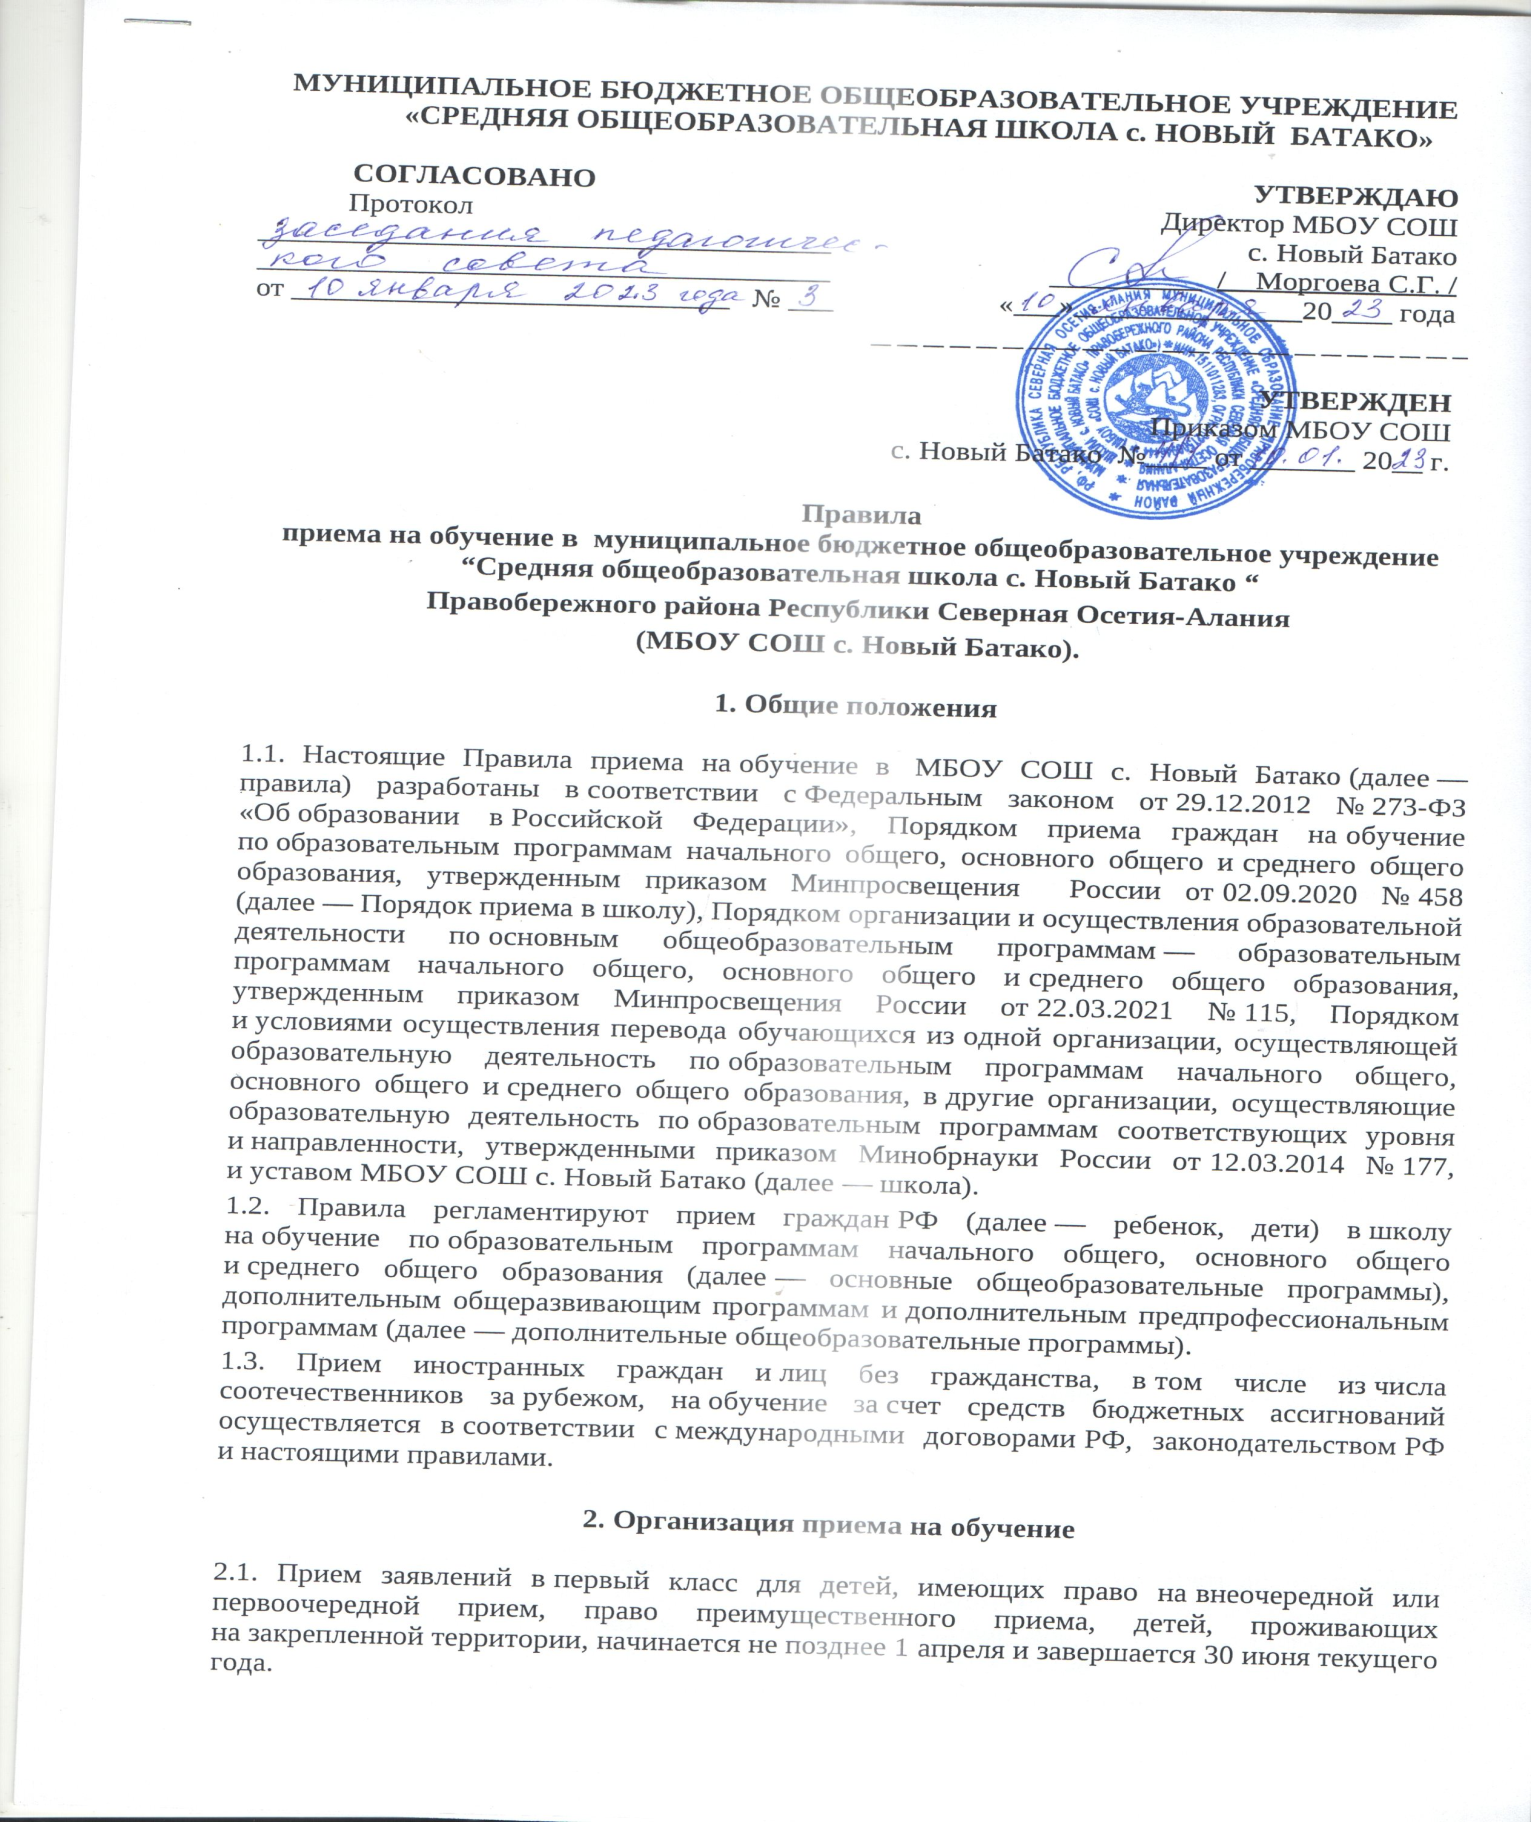 МУНИЦИПАЛЬНОЕ БЮДЖЕТНОЕ ОБЩЕОБРАЗОВАТЕЛЬНОЕ УЧРЕЖДЕНИЕ
«СРЕДНЯЯ ОБЩЕОБРАЗОВАТЕЛЬНАЯ ШКОЛА с. НОВЫЙ БАТАКО»
СОГЛАСОВАНО
Протокол
заседания педагогичес-
кого совета
от 10 января 2023 года № 3
УТВЕРЖДАЮ
Директор МБОУ СОШ
с. Новый Батако
/ Моргоева С.Г. /
«10» 2023 года
УТВЕРЖДЕН
Приказом МБОУ СОШ
с. Новый Батако № от .01. 2023 г.
Правила
приема на обучение в муниципальное бюджетное общеобразовательное учреждение
“Средняя общеобразовательная школа с. Новый Батако “
Правобережного района Республики Северная Осетия-Алания
(МБОУ СОШ с. Новый Батако).
1. Общие положения
1.1. Настоящие Правила приема на обучение в МБОУ СОШ с. Новый Батако (далее —
правила) разработаны в соответствии с Федеральным законом от 29.12.2012 № 273-ФЗ
«Об образовании в Российской Федерации», Порядком приема граждан на обучение
по образовательным программам начального общего, основного общего и среднего общего
образования, утвержденным приказом Минпросвещения России от 02.09.2020 № 458
(далее — Порядок приема в школу), Порядком организации и осуществления образовательной
деятельности по основным общеобразовательным программам — образовательным
программам начального общего, основного общего и среднего общего образования,
утвержденным приказом Минпросвещения России от 22.03.2021 № 115, Порядком
и условиями осуществления перевода обучающихся из одной организации, осуществляющей
образовательную деятельность по образовательным программам начального общего,
основного общего и среднего общего образования, в другие организации, осуществляющие
образовательную деятельность по образовательным программам соответствующих уровня
и направленности, утвержденными приказом Минобрнауки России от 12.03.2014 № 177,
и уставом МБОУ СОШ с. Новый Батако (далее — школа).
1.2. Правила регламентируют прием граждан РФ (далее — ребенок, дети) в школу
на обучение по образовательным программам начального общего, основного общего
и среднего общего образования (далее — основные общеобразовательные программы),
дополнительным общеразвивающим программам и дополнительным предпрофессиональным
программам (далее — дополнительные общеобразовательные программы).
1.3. Прием иностранных граждан и лиц без гражданства, в том числе из числа
соотечественников за рубежом, на обучение за счет средств бюджетных ассигнований
осуществляется в соответствии с международными договорами РФ, законодательством РФ
и настоящими правилами.
2. Организация приема на обучение
2.1. Прием заявлений в первый класс для детей, имеющих право на внеочередной или
первоочередной прием, право преимущественного приема, детей, проживающих
на закрепленной территории, начинается не позднее 1 апреля и завершается 30 июня текущего
года.